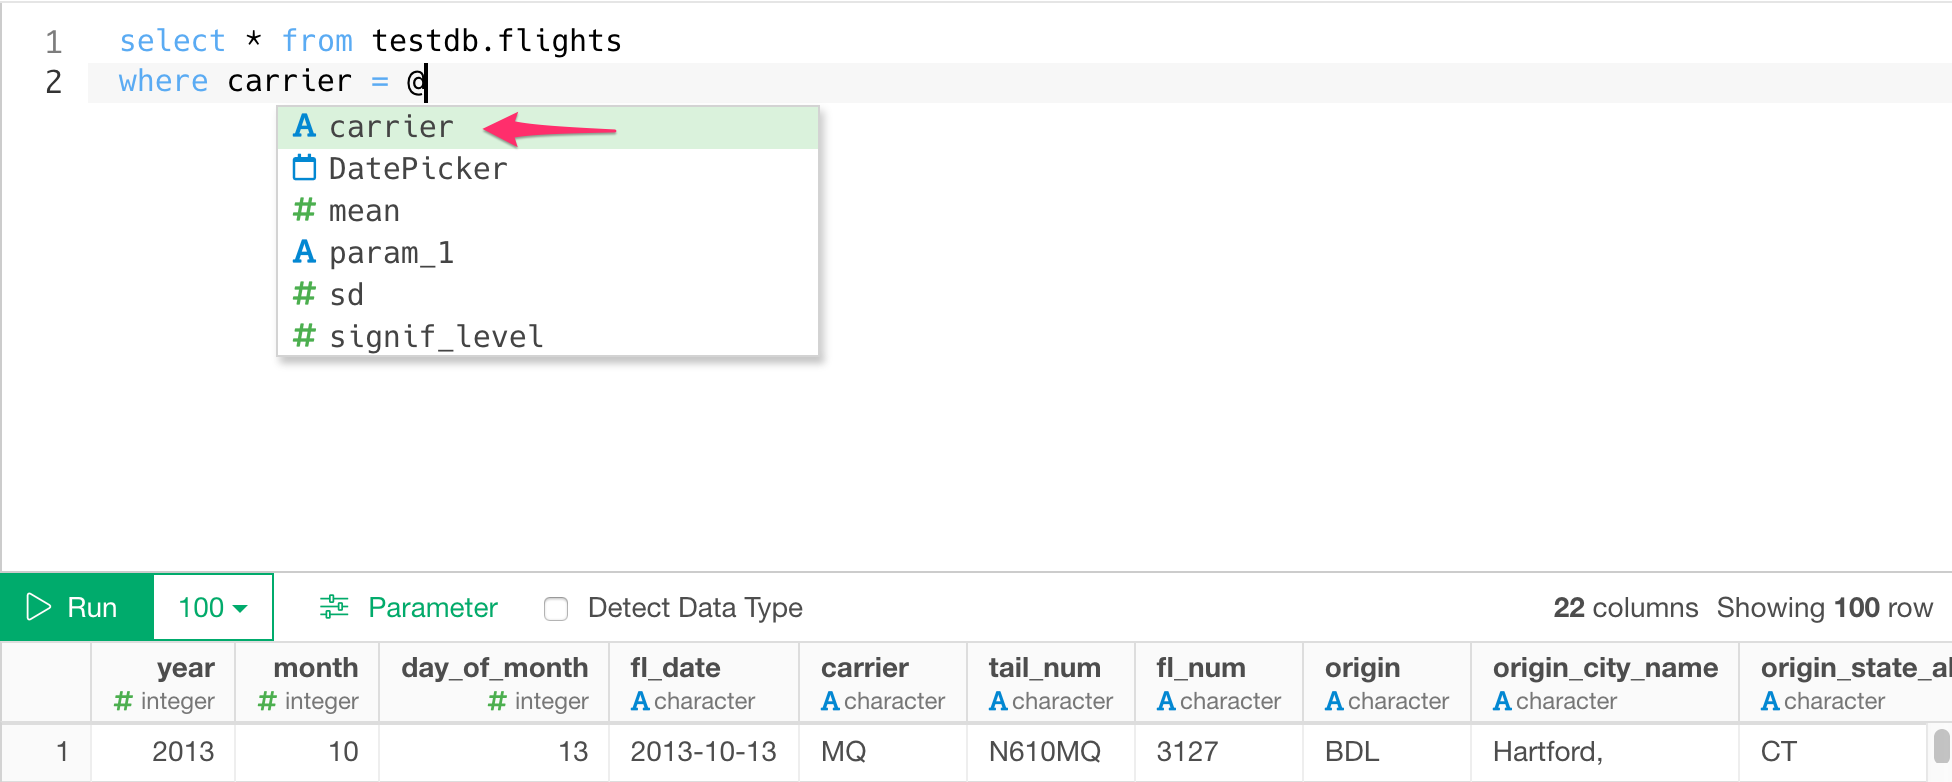 1 select * from testdb.flights
2 where carrier = @
A carrier
DatePicker
# mean
A param_1
# sd
# signif_level
Run 100 Parameter Detect Data Type 22 columns Showing 100 row
year month day_of_month fl_date carrier tail_num fl_num origin origin_city_name origin_state_a
# integer # integer # integer A character A character A character A character A character A character A character
1 2013 10 13 2013-10-13 MQ N610MQ 3127 BDL Hartford, CT